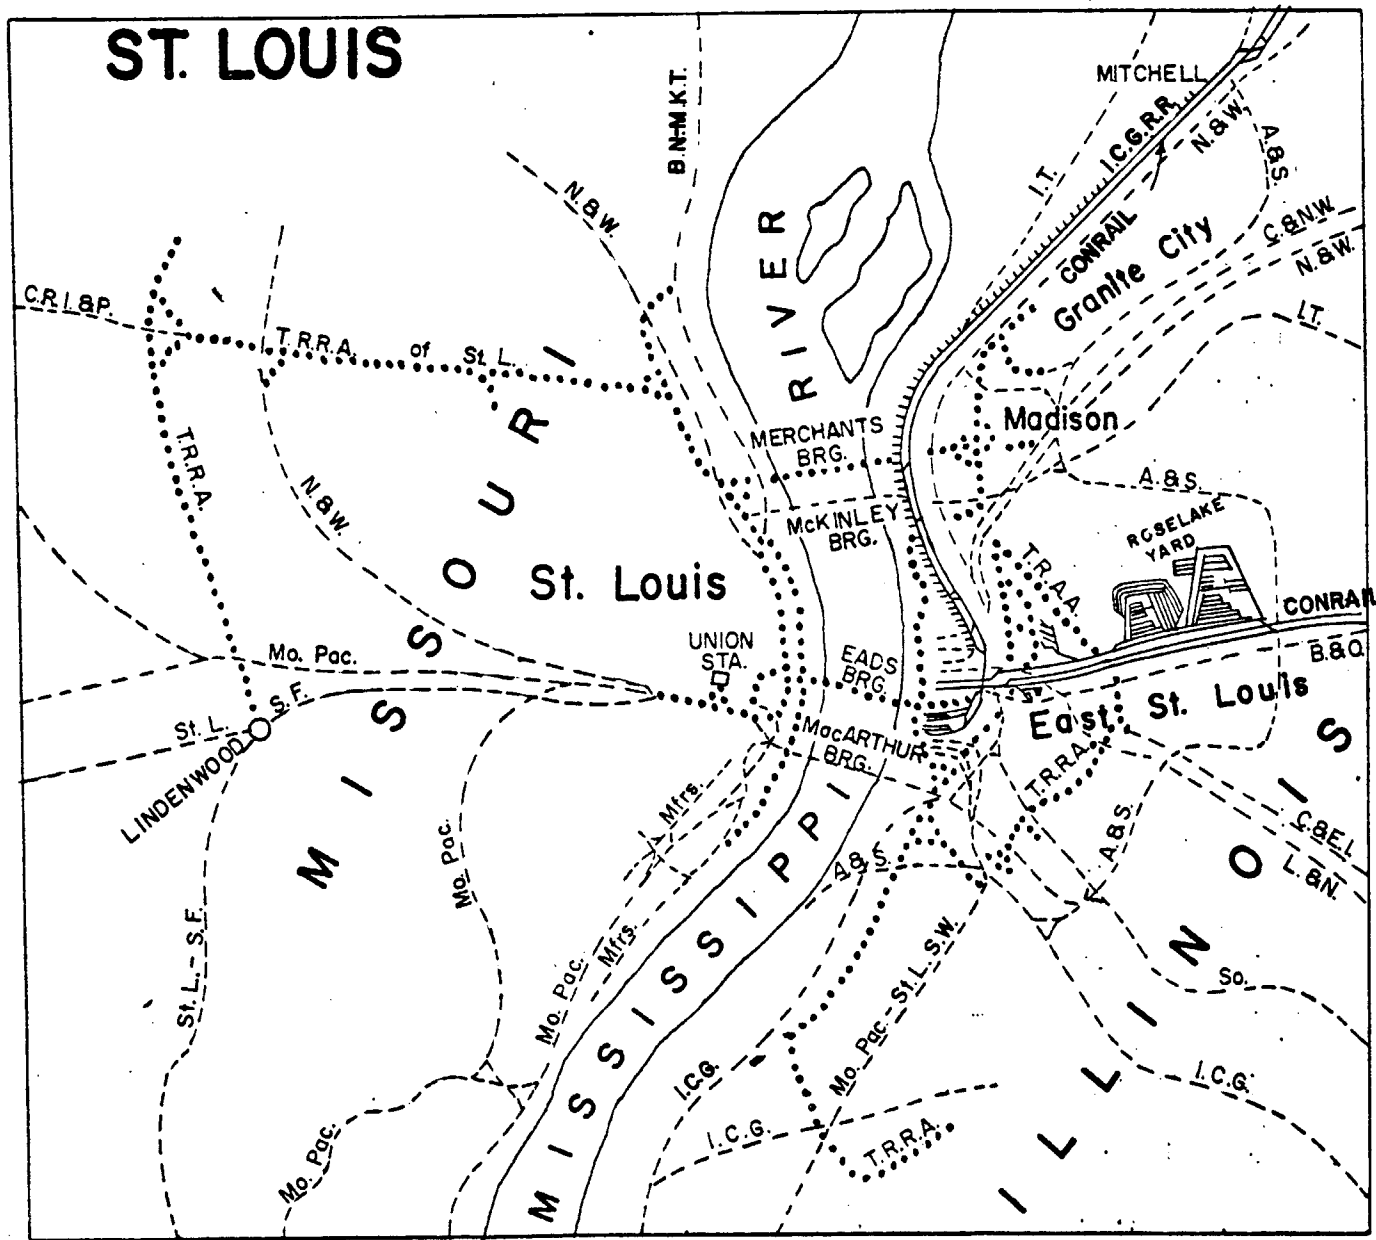 ST. LOUIS
B.N-M.K.T.
MITCHELL
I.C.G.R.R.
N.&W.
A.&S.
N.&W.
I.T.
RIVER
CONRAIL
Granite City
C.&N.W.
N.&W.
I.T.
C.R.I.&P.
T.R.R.A. of St. L.
T.R.R.A.
N.&W.
MERCHANTS
BRG.
Madison
A.&S.
McKINLEY
BRG.
ROSELAKE
YARD
T.R.A.A.
St. Louis
CONRAIL
B.&O.
UNION
STA.
Mo. Pac.
EADS
BRG.
St. L. S.F.
LINDENWOOD
East St. Louis
MacARTHUR
BRG.
T.R.R.A.
MISSOURI
Mfrs.
A.&S.
C.&E.I.
L.&N.
Mo. Pac.
A.&S.
St. L.-S.F.
Mo. Pac.
Mfrs.
Mo. Pac-St. L. S.W.
So.
MISSISSIPPI
ILLINOIS
I.C.G.
I.C.G.
I.C.G.
T.R.R.A.
Mo. Pac.